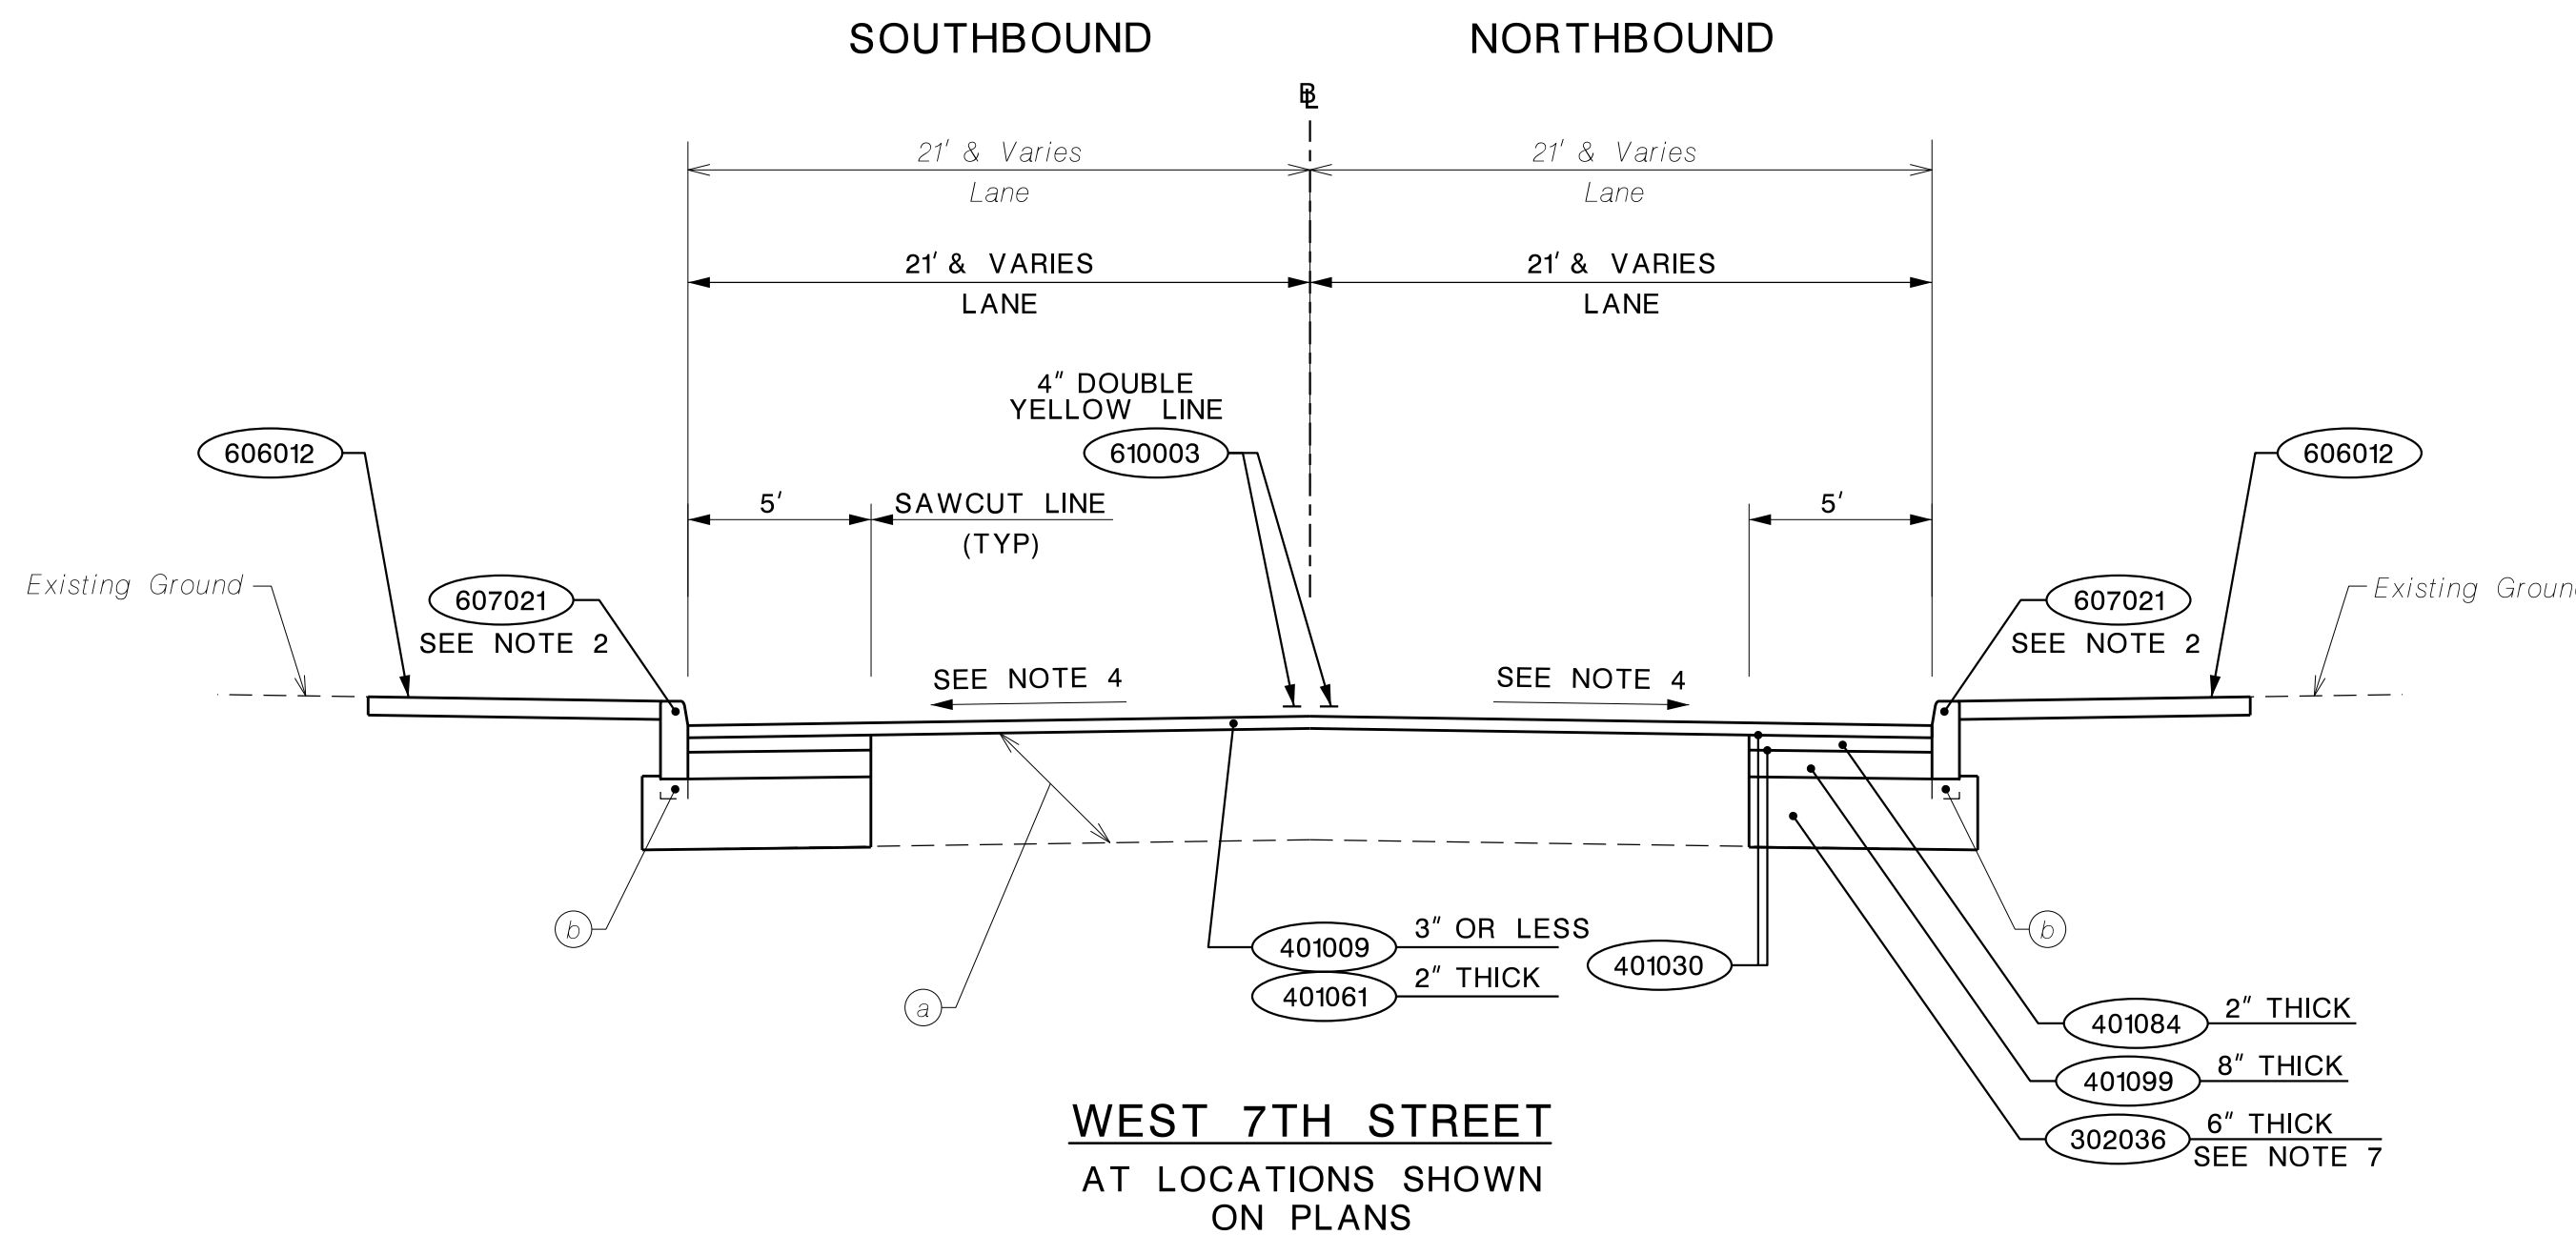 SOUTHBOUND
NORTHBOUND
BL
21' & Varies
Lane
21' & Varies
Lane
21' & VARIES
LANE
21' & VARIES
LANE
4" DOUBLE
YELLOW LINE
606012
610003
606012
5'
SAWCUT LINE
(TYP)
5'
Existing Ground
607021
SEE NOTE 2
607021
SEE NOTE 2
Existing Groun
SEE NOTE 4
SEE NOTE 4
b
b
401009
3" OR LESS
401030
401061
2" THICK
a
401084
2" THICK
401099
8" THICK
302036
6" THICK
SEE NOTE 7
WEST 7TH STREET
AT LOCATIONS SHOWN
ON PLANS